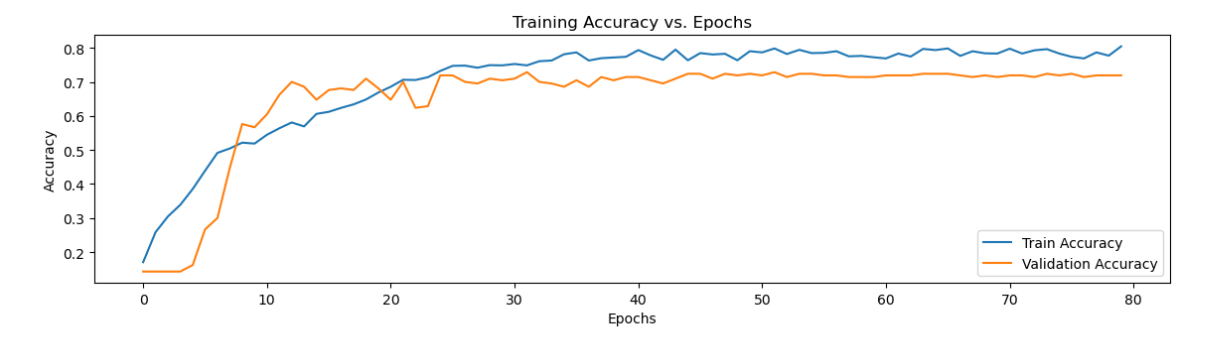 Training Accuracy vs. Epochs
0.8
0.7
0.6
0.5
0.4
0.3
0.2
Accuracy
Train Accuracy
Validation Accuracy
0 10 20 30 40 50 60 70 80
Epochs